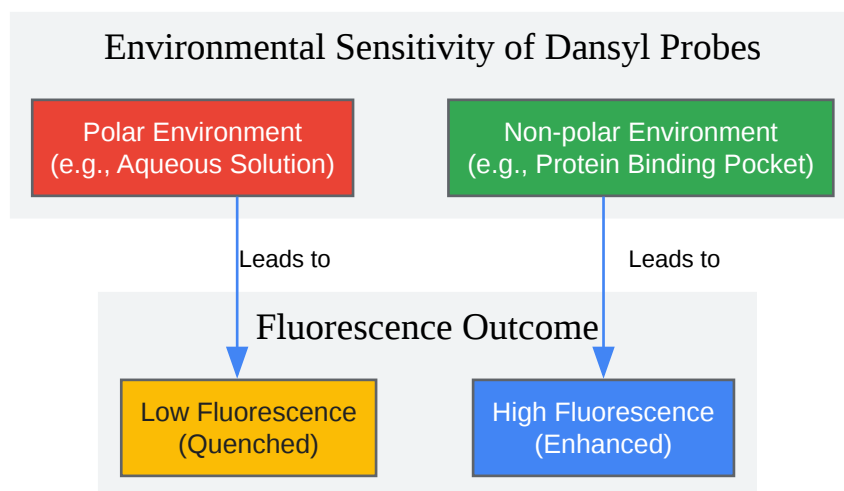 Environmental Sensitivity of Dansyl Probes
Polar Environment
(e.g., Aqueous Solution)
Non-polar Environment
(e.g., Protein Binding Pocket)
Leads to
Leads to
Fluorescence Outcome
Low Fluorescence
(Quenched)
High Fluorescence
(Enhanced)